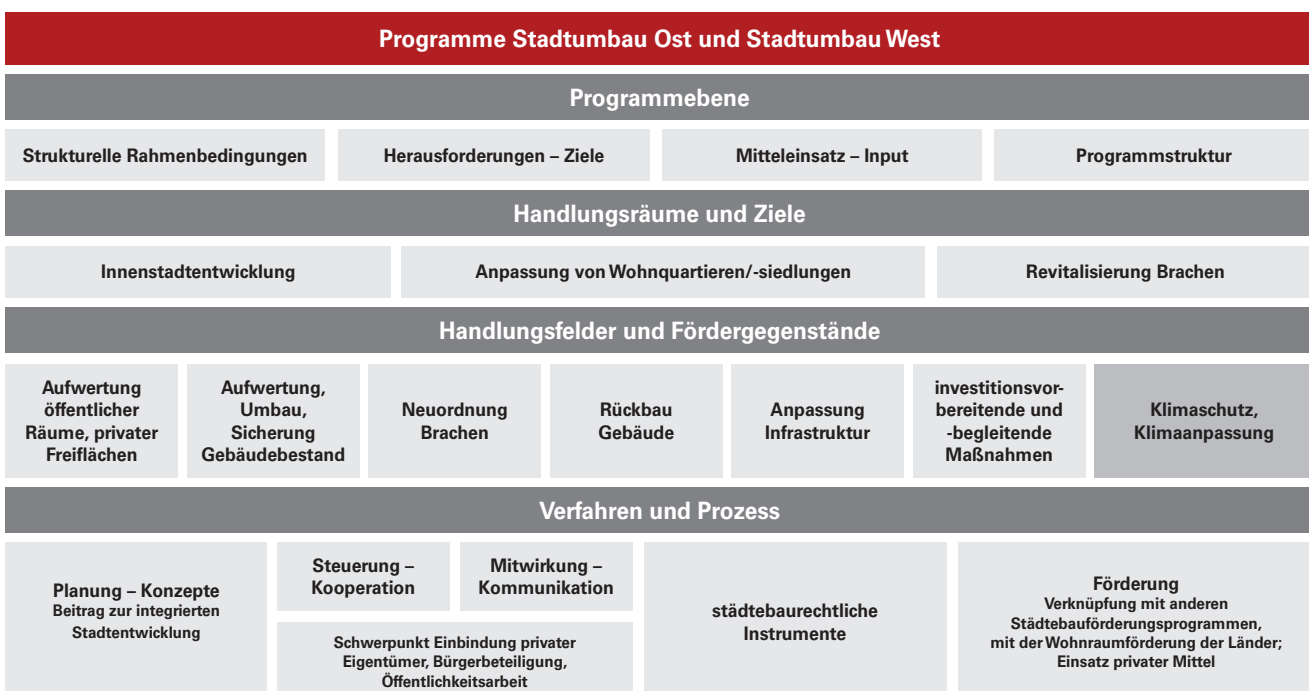 Programme Stadtumbau Ost und Stadtumbau West
Programmebene
Strukturelle Rahmenbedingungen
Herausforderungen – Ziele
Mitteleinsatz – Input
Programmstruktur
Handlungsräume und Ziele
Innenstadtentwicklung
Anpassung von Wohnquartieren/-siedlungen
Revitalisierung Brachen
Handlungsfelder und Fördergegenstände
Aufwertung
öffentlicher
Räume, privater
Freiflächen
Aufwertung,
Umbau,
Sicherung
Gebäudebestand
Neuordnung
Brachen
Rückbau
Gebäude
Anpassung
Infrastruktur
investitionsvor-
bereitende und
-begleitende
Maßnahmen
Klimaschutz,
Klimaanpassung
Verfahren und Prozess
Planung – Konzepte
Beitrag zur integrierten
Stadtentwicklung
Steuerung –
Kooperation
Mitwirkung –
Kommunikation
Schwerpunkt Einbindung privater
Eigentümer, Bürgerbeteiligung,
Öffentlichkeitsarbeit
städtebaurechtliche
Instrumente
Förderung
Verknüpfung mit anderen
Städtebauförderungsprogrammen,
mit der Wohnraumförderung der Länder;
Einsatz privater Mittel